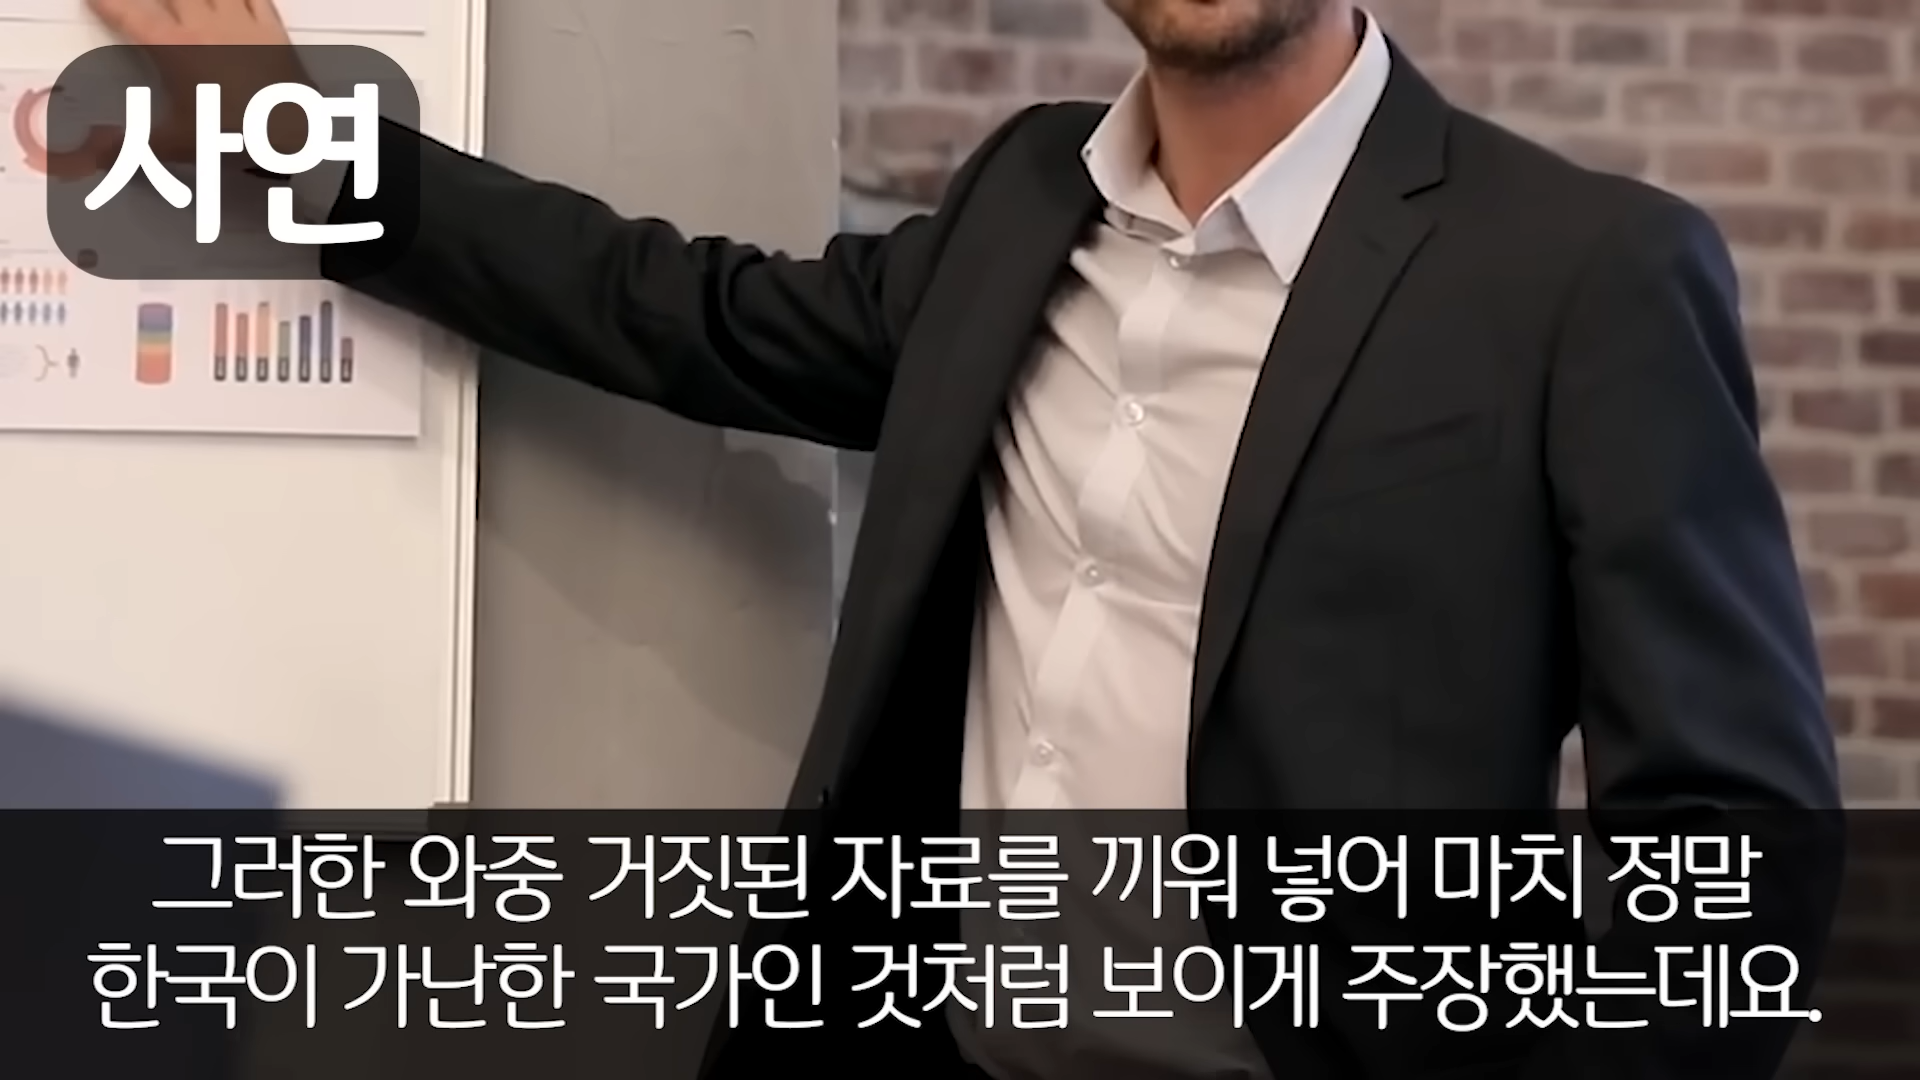 사연
그러한 와중 거짓된 자료를 끼워 넣어 마치 정말
한국이 가난한 국가인 것처럼 보이게 주장했는데요.